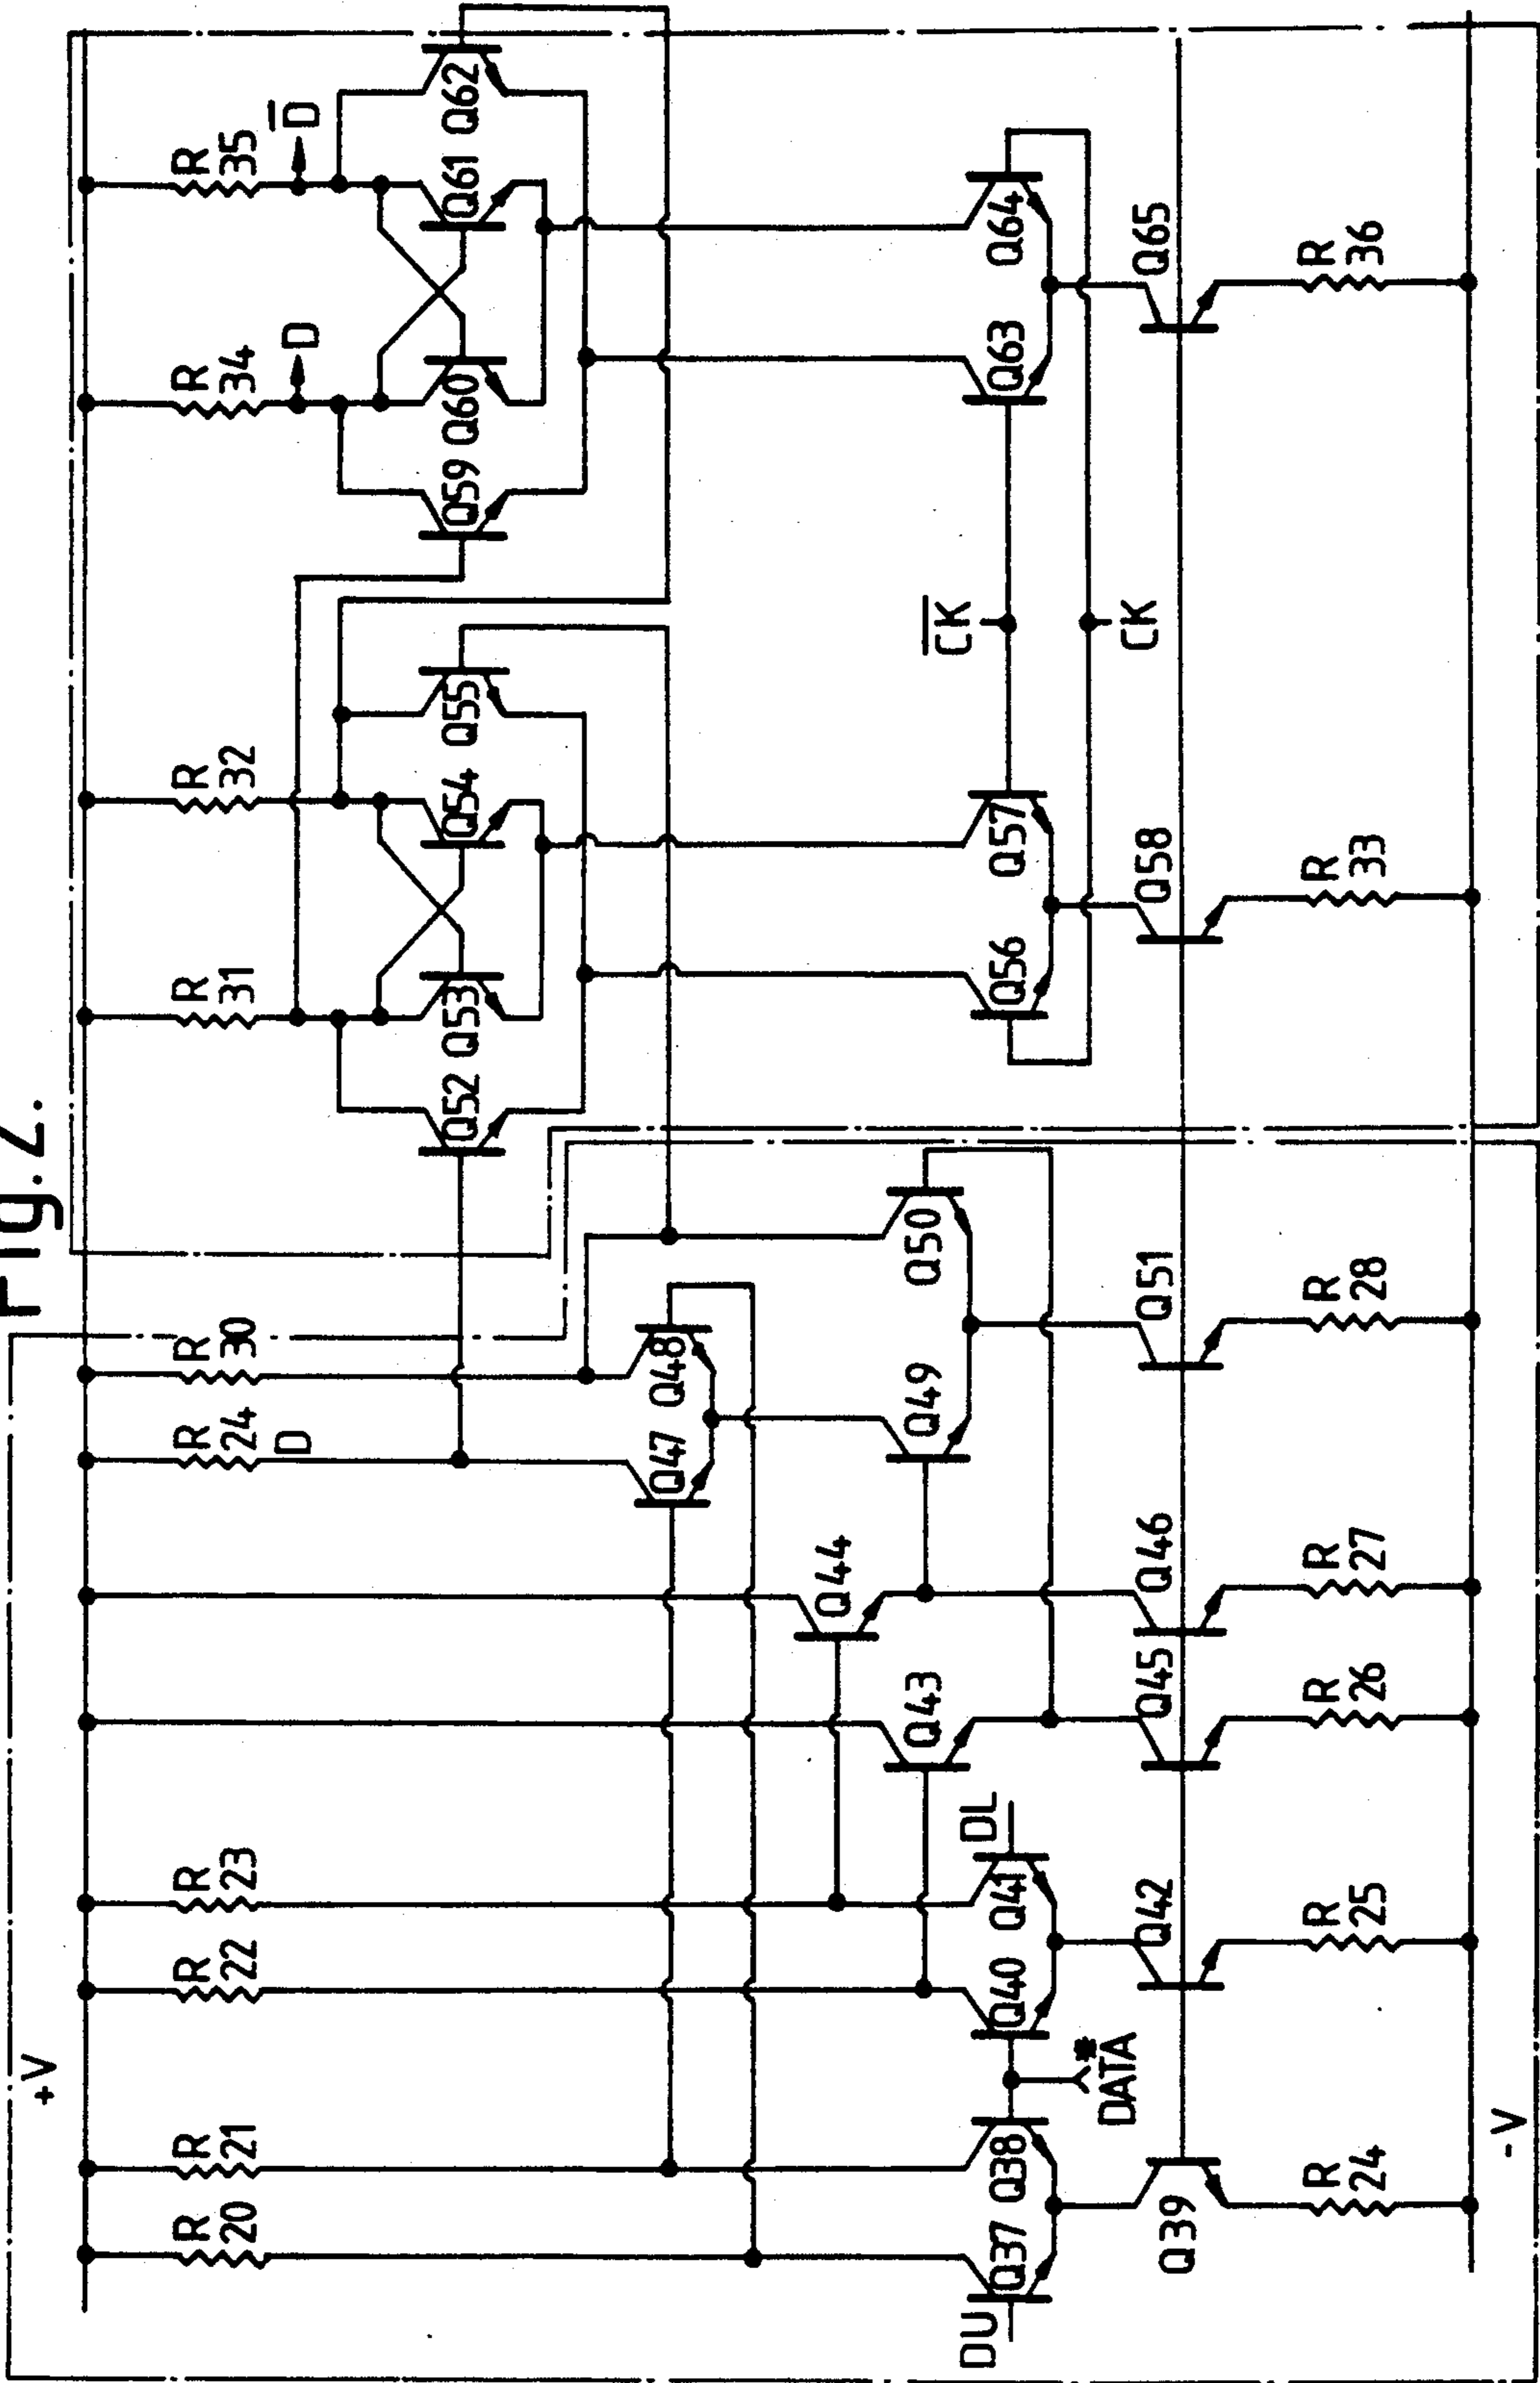 Fig.2.
+V
R
20
R
21
R
22
R
23
R
24
D
R
30
R
31
R
32
R
34
R
35
D
D̅
Q52
Q53
Q54
Q55
Q59
Q60
Q61
Q62
Q47
Q48
Q44
Q43
Q49
Q50
DU
Q37
Q38
Q40
Q41
DL
Q56
Q57
Q63
Q64
*
DATA
C̅K̅
CK
Q39
Q42
Q45
Q46
Q51
Q58
Q65
R
24
R
25
R
26
R
27
R
28
R
33
R
36
-V